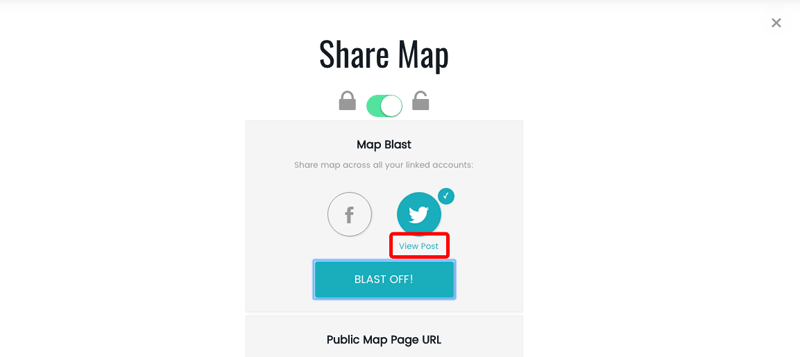 Share Map
Map Blast
Share map across all your linked accounts:
View Post
BLAST OFF!
Public Map Page URL